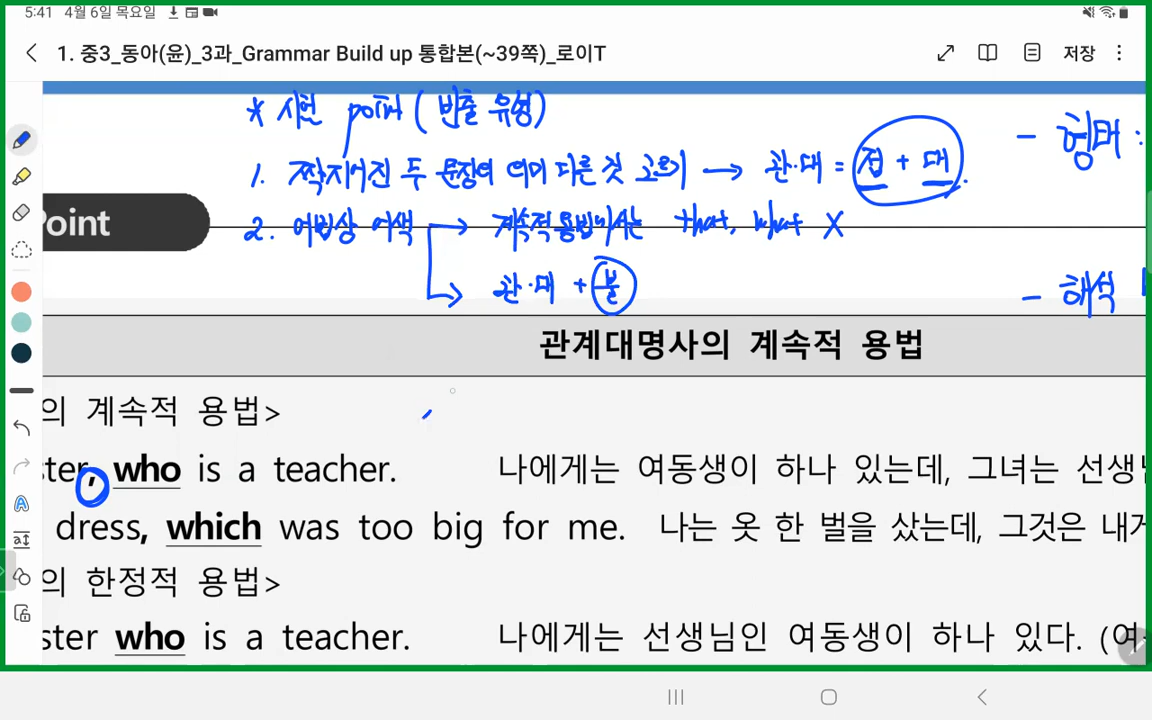 5:41 4월 6일 목요일
1. 중3_동아(윤)_3과_Grammar Build up 통합본(~39쪽)_로이T
저장
* 시험 point ( 빈출 유형)
- 형태 :
1. 짝지어진 두 문장의 의미 다른 것 고르기 → 관·대 = 접 + 대
Point
2. 어법상 어색 → 계속적용법에서는 that, what X
관·대 + 불
- 해석
관계대명사의 계속적 용법
의 계속적 용법>
ster, who is a teacher. 나에게는 여동생이 하나 있는데, 그녀는 선생님
dress, which was too big for me. 나는 옷 한 벌을 샀는데, 그것은 내게
의 한정적 용법>
ster who is a teacher. 나에게는 선생님인 여동생이 하나 있다. (여